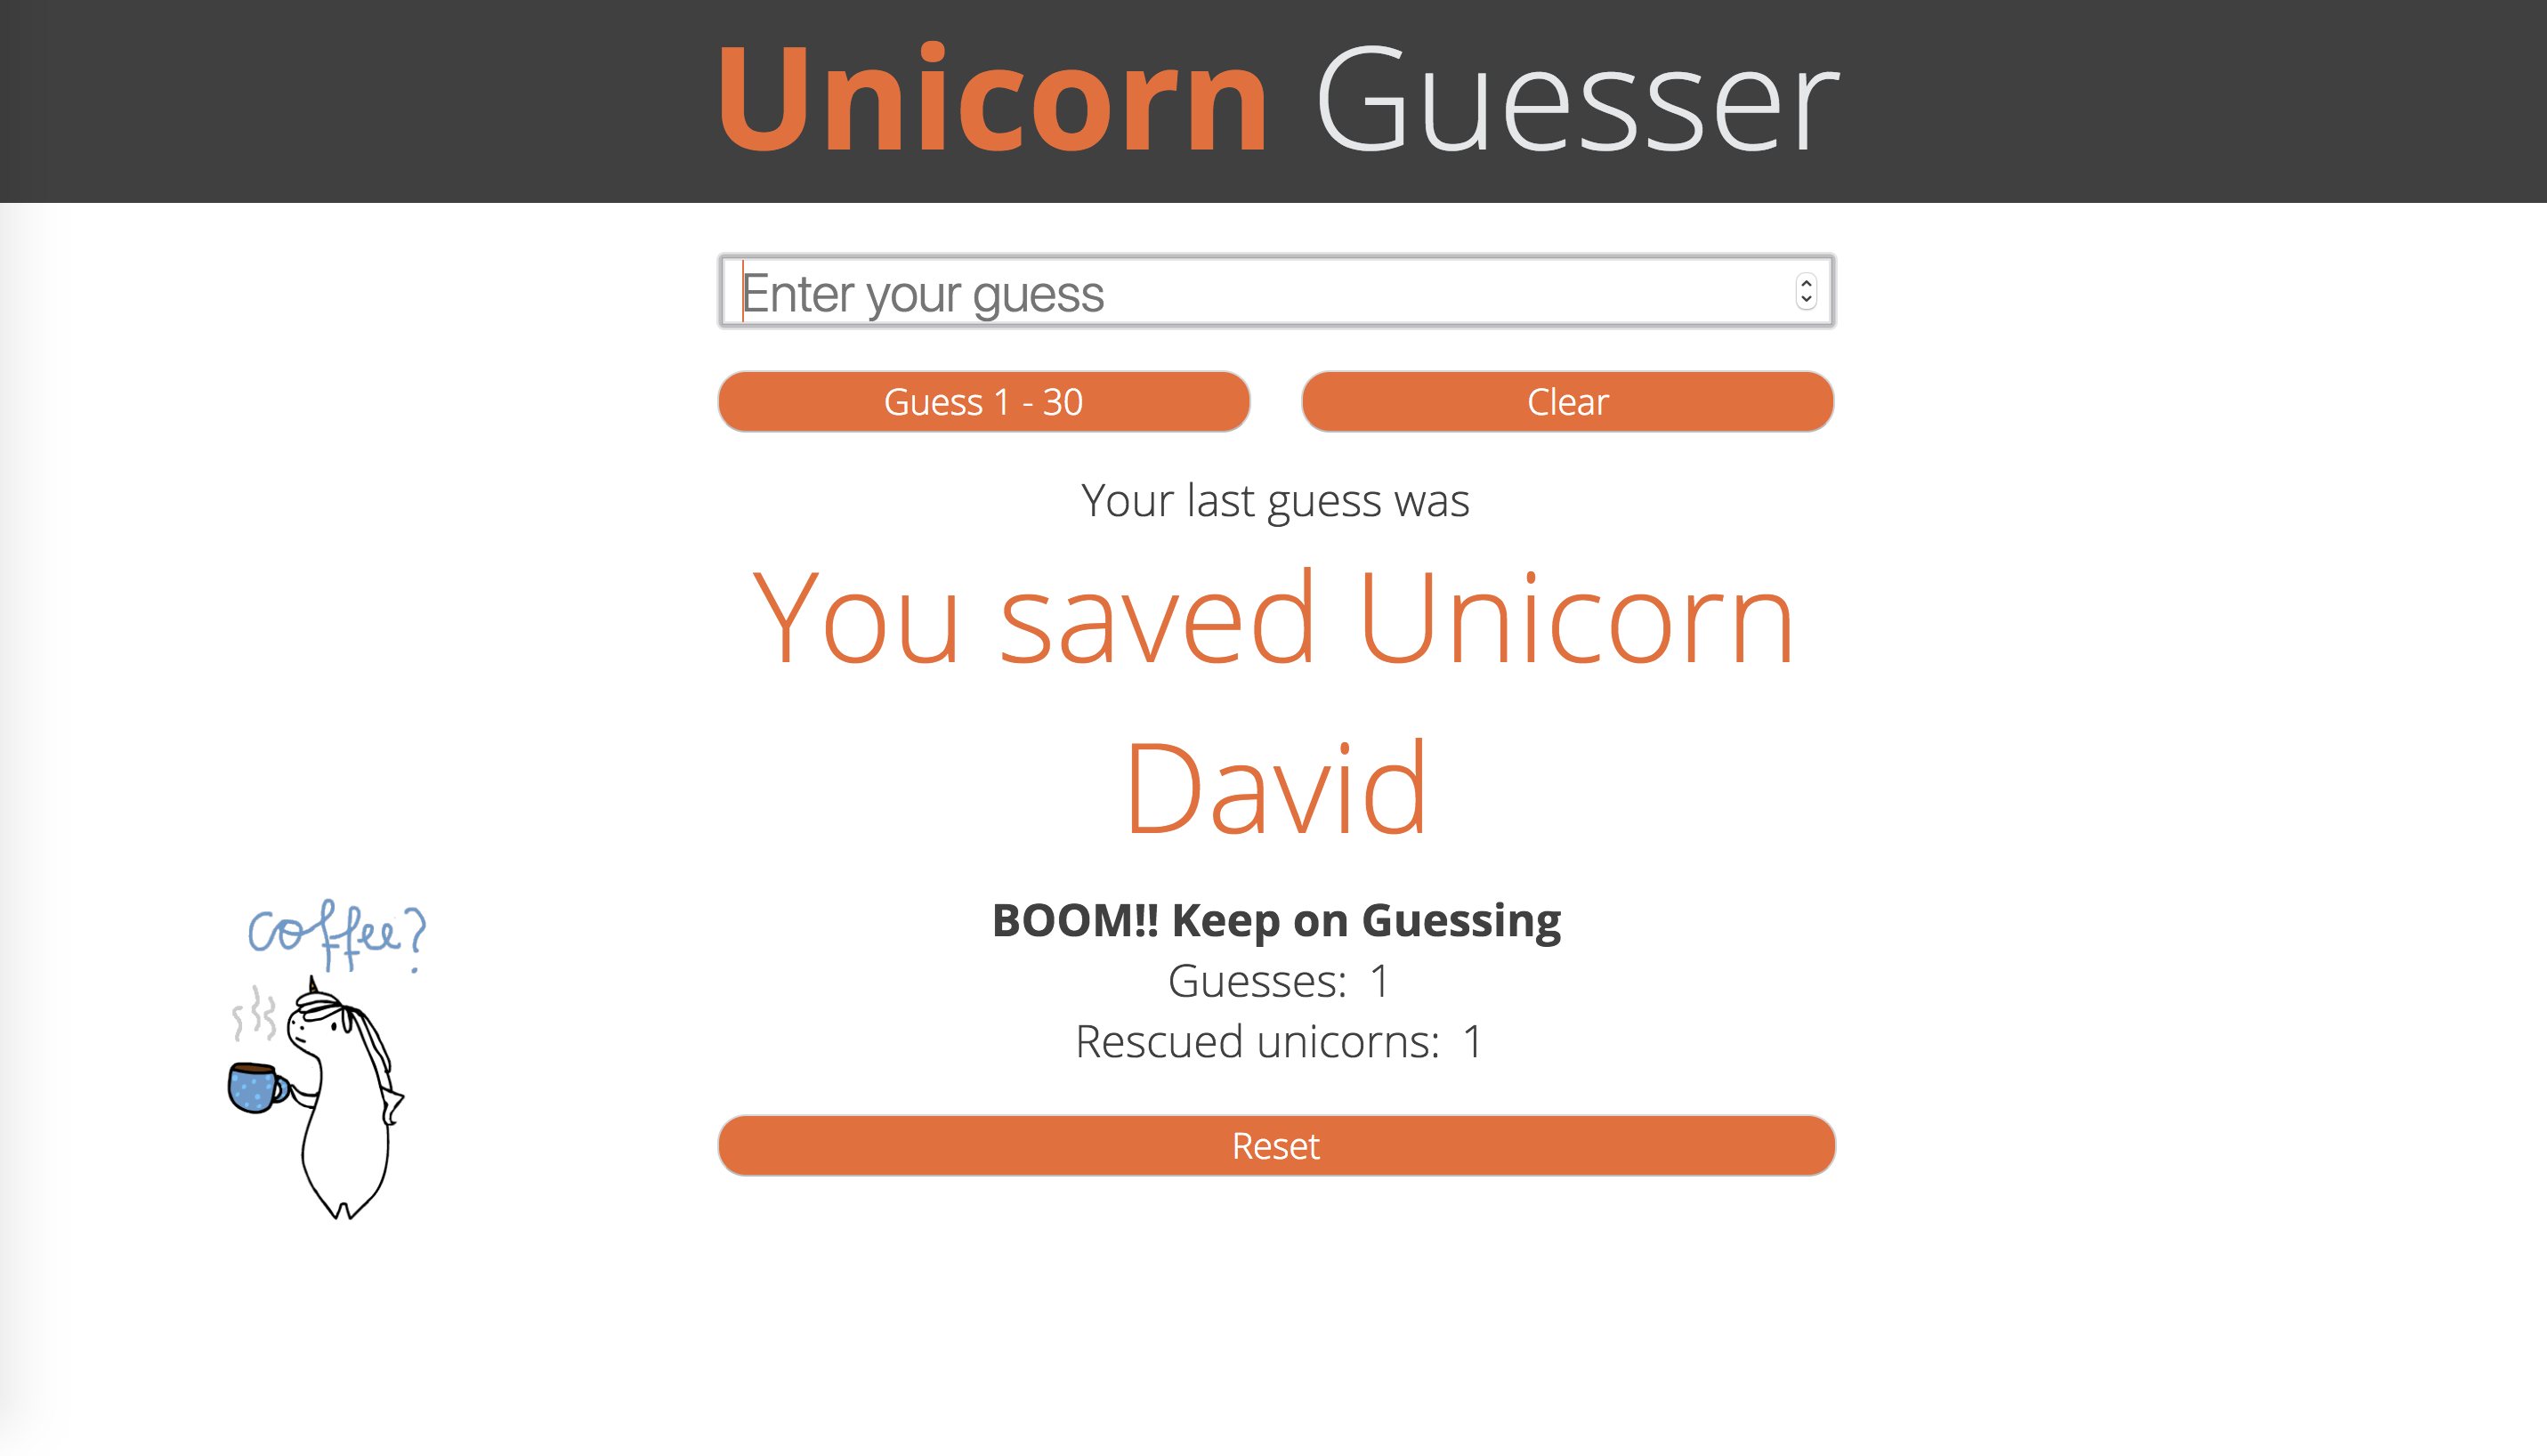 Unicorn Guesser
Enter your guess
Guess 1 - 30
Clear
Your last guess was
You saved Unicorn
David
coffee?
BOOM!! Keep on Guessing
Guesses: 1
Rescued unicorns: 1
Reset